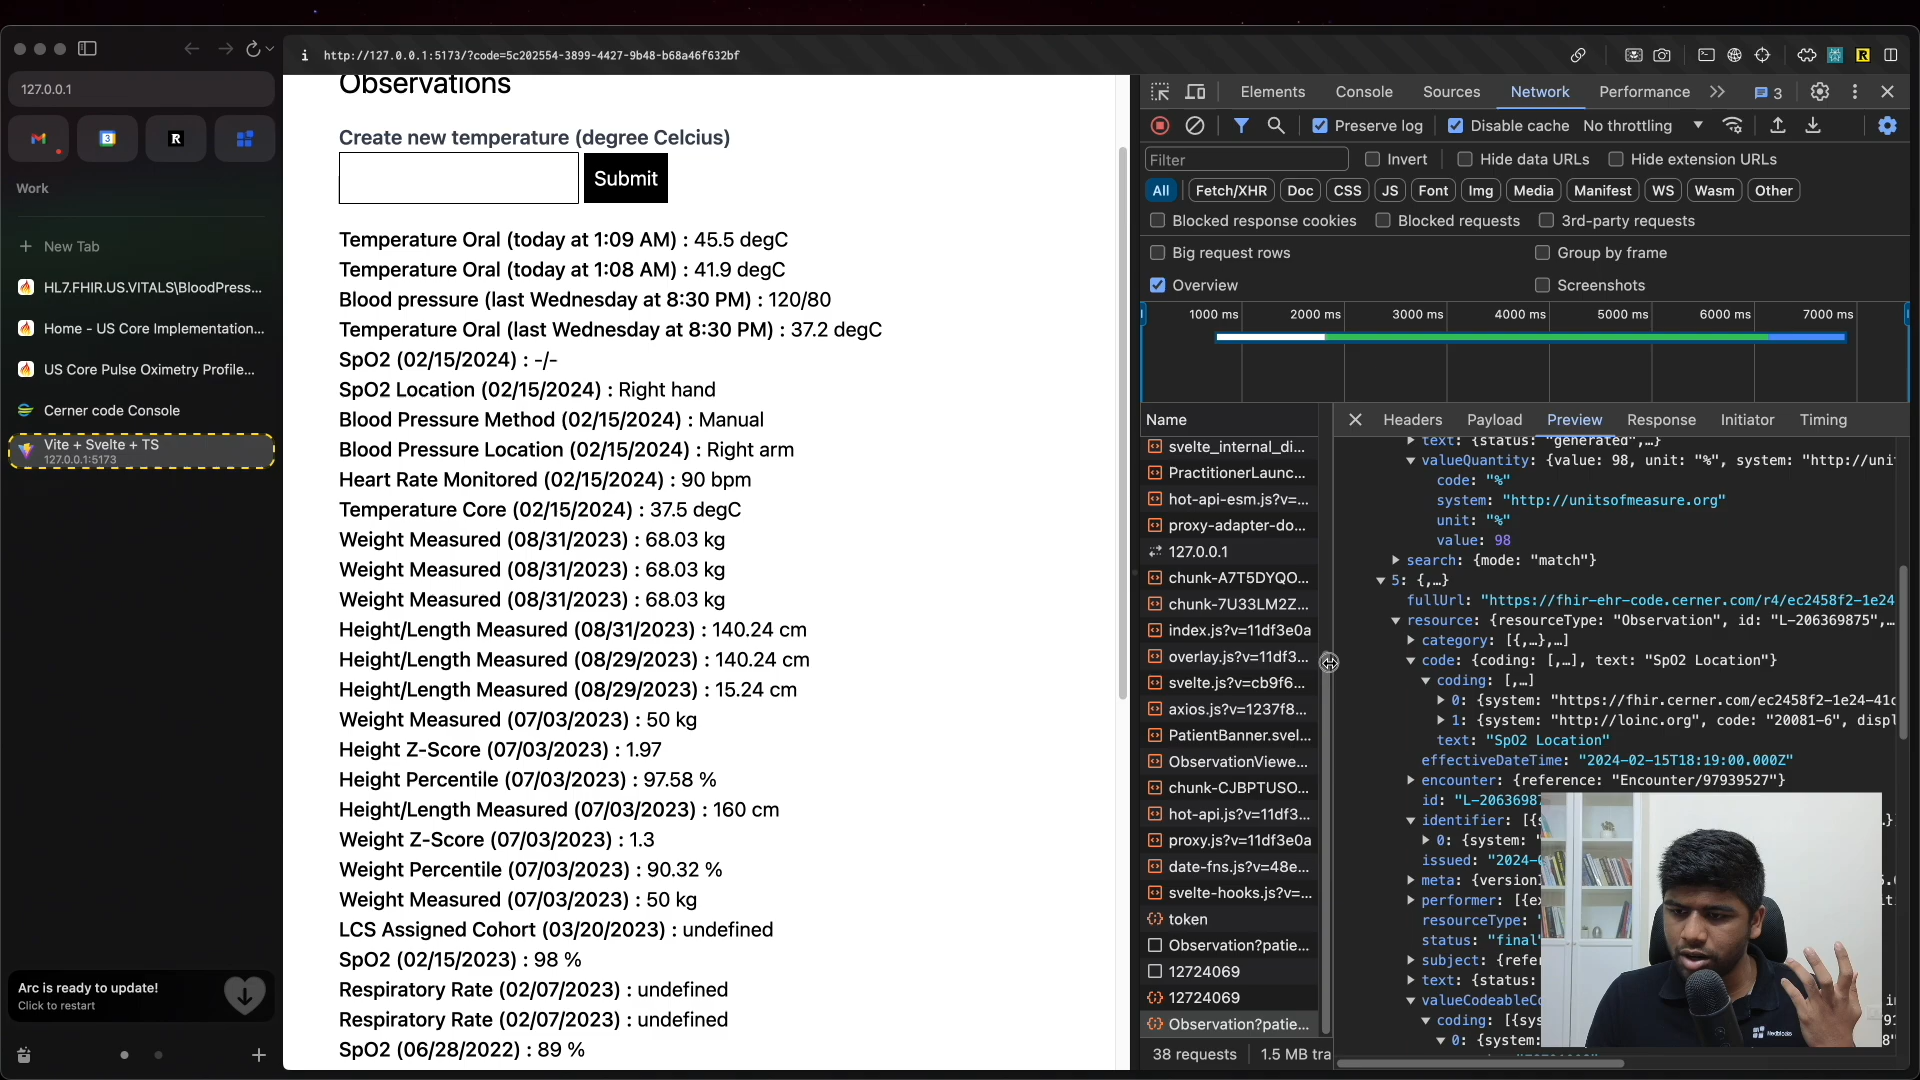 http://127.0.0.1:5173/?code=5c202554-3899-4427-9b48-b68a46f632bf
127.0.0.1
Work
New Tab
HL7.FHIR.US.VITALS\BloodPress...
Home - US Core Implementation...
US Core Pulse Oximetry Profile...
Cerner code Console
Vite + Svelte + TS
127.0.0.1:5173
Arc is ready to update!
Click to restart
Observations
Create new temperature (degree Celcius)
Submit
Temperature Oral (today at 1:09 AM) : 45.5 degC
Temperature Oral (today at 1:08 AM) : 41.9 degC
Blood pressure (last Wednesday at 8:30 PM) : 120/80
Temperature Oral (last Wednesday at 8:30 PM) : 37.2 degC
SpO2 (02/15/2024) : -/-
SpO2 Location (02/15/2024) : Right hand
Blood Pressure Method (02/15/2024) : Manual
Blood Pressure Location (02/15/2024) : Right arm
Heart Rate Monitored (02/15/2024) : 90 bpm
Temperature Core (02/15/2024) : 37.5 degC
Weight Measured (08/31/2023) : 68.03 kg
Weight Measured (08/31/2023) : 68.03 kg
Weight Measured (08/31/2023) : 68.03 kg
Height/Length Measured (08/31/2023) : 140.24 cm
Height/Length Measured (08/29/2023) : 140.24 cm
Height/Length Measured (08/29/2023) : 15.24 cm
Weight Measured (07/03/2023) : 50 kg
Height Z-Score (07/03/2023) : 1.97
Height Percentile (07/03/2023) : 97.58 %
Height/Length Measured (07/03/2023) : 160 cm
Weight Z-Score (07/03/2023) : 1.3
Weight Percentile (07/03/2023) : 90.32 %
Weight Measured (07/03/2023) : 50 kg
LCS Assigned Cohort (03/20/2023) : undefined
SpO2 (02/15/2023) : 98 %
Respiratory Rate (02/07/2023) : undefined
Respiratory Rate (02/07/2023) : undefined
SpO2 (06/28/2022) : 89 %
Elements Console Sources Network Performance 3
Preserve log Disable cache No throttling
Filter Invert Hide data URLs Hide extension URLs
All Fetch/XHR Doc CSS JS Font Img Media Manifest WS Wasm Other
Blocked response cookies Blocked requests 3rd-party requests
Big request rows Group by frame
Overview Screenshots
1000 ms 2000 ms 3000 ms 4000 ms 5000 ms 6000 ms 7000 ms
Name
svelte_internal_di...
PractitionerLaunc...
hot-api-esm.js?v=...
proxy-adapter-do...
127.0.0.1
chunk-A7T5DYQO...
chunk-7U33LM2Z...
index.js?v=11df3e0a
overlay.js?v=11df3...
svelte.js?v=cb9f6...
axios.js?v=1237f8...
PatientBanner.svel...
ObservationViewe...
chunk-CJBPTUSO...
hot-api.js?v=11df3...
proxy.js?v=11df3e0a
date-fns.js?v=48e...
svelte-hooks.js?v=...
token
Observation?patie...
12724069
12724069
Observation?patie...
38 requests 1.5 MB tra
Headers Payload Preview Response Initiator Timing
text: {status: "generated",…}
valueQuantity: {value: 98, unit: "%", system: "http://uni
code: "%"
system: "http://unitsofmeasure.org"
unit: "%"
value: 98
search: {mode: "match"}
5: {,…}
fullUrl: "https://fhir-ehr-code.cerner.com/r4/ec2458f2-1e24
resource: {resourceType: "Observation", id: "L-206369875",…
category: [{,…},…]
code: {coding: [,…], text: "SpO2 Location"}
coding: [,…]
0: {system: "https://fhir.cerner.com/ec2458f2-1e24-41c
1: {system: "http://loinc.org", code: "20081-6", displ
text: "SpO2 Location"
effectiveDateTime: "2024-02-15T18:19:00.000Z"
encounter: {reference: "Encounter/97939527"}
id: "L-2063698
identifier: [{s
0: {system: "
issued: "2024-0
meta: {version
performer: [{ex
resourceType: "
status: "final"
subject: {refer
text: {status:
valueCodeableCo
coding: [{sys
0: {system:
Medblocks